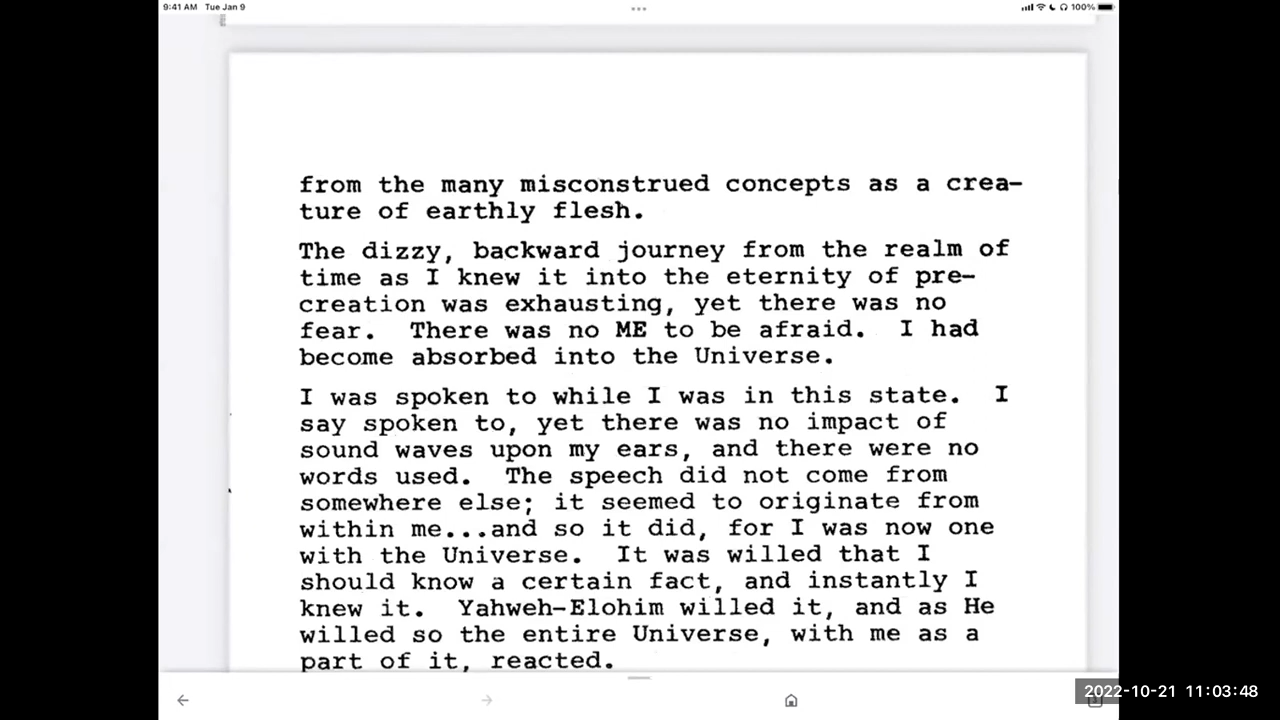 9:41 AM Tue Jan 9
100%
from the many misconstrued concepts as a crea-
ture of earthly flesh.
The dizzy, backward journey from the realm of
time as I knew it into the eternity of pre-
creation was exhausting, yet there was no
fear. There was no ME to be afraid. I had
become absorbed into the Universe.
I was spoken to while I was in this state. I
say spoken to, yet there was no impact of
sound waves upon my ears, and there were no
words used. The speech did not come from
somewhere else; it seemed to originate from
within me...and so it did, for I was now one
with the Universe. It was willed that I
should know a certain fact, and instantly I
knew it. Yahweh-Elohim willed it, and as He
willed so the entire Universe, with me as a
part of it, reacted.
2022-10-21 11:03:48